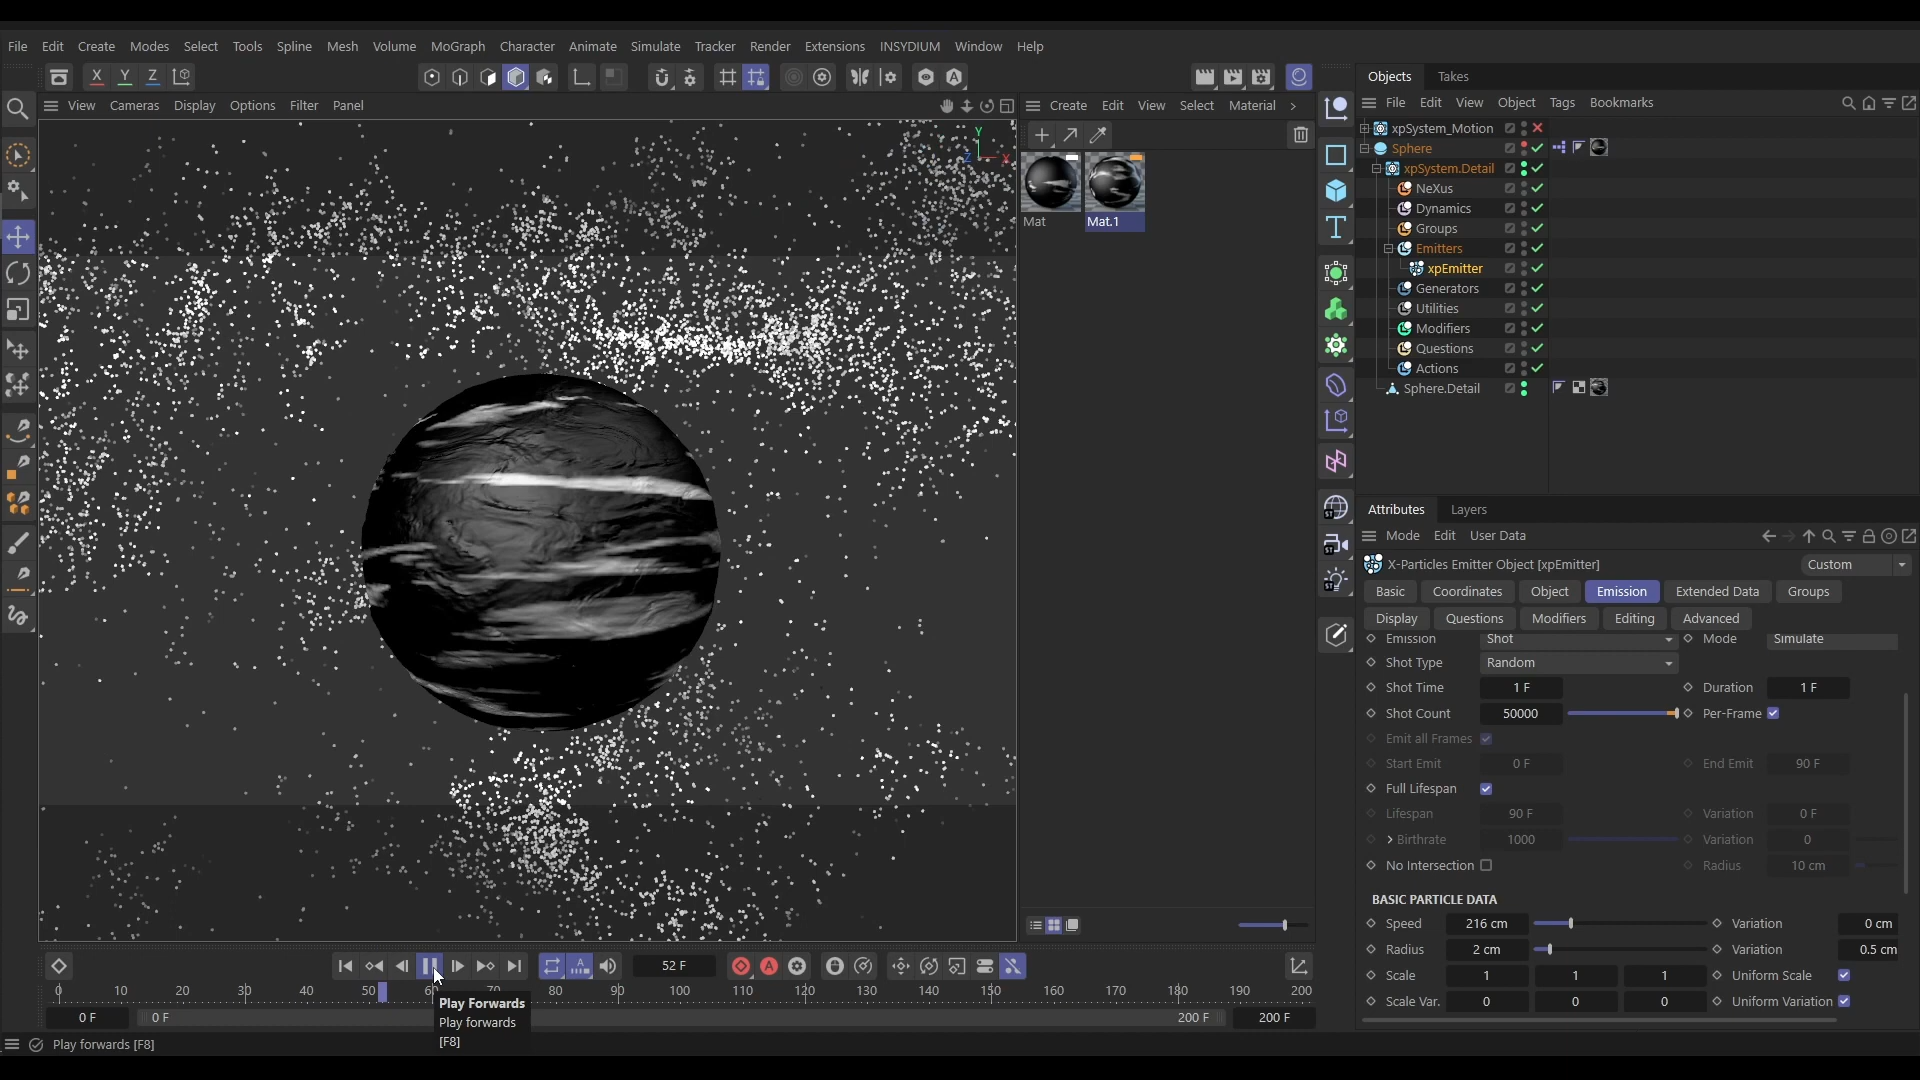 File Edit Create Modes Select Tools Spline Mesh Volume MoGraph Character Animate Simulate Tracker Render Extensions INSYDIUM Window Help
X Y Z
Objects Takes
View Cameras Display Options Filter Panel
Create Edit View Select Material
File Edit View Object Tags Bookmarks
Y
Z X
Mat
Mat.1
xpSystem_Motion
Sphere
xpSystem.Detail
NeXus
Dynamics
Groups
Emitters
xpEmitter
Generators
Utilities
Modifiers
Questions
Actions
Sphere.Detail
Attributes Layers
Mode Edit User Data
X-Particles Emitter Object [xpEmitter]
Custom
Basic Coordinates Object Emission Extended Data Groups
Display Questions Modifiers Editing Advanced
Emission Shot Mode Simulate
Shot Type Random
Shot Time 1 F Duration 1 F
Shot Count 50000 Per-Frame
Emit all Frames
Start Emit 0 F End Emit 90 F
Full Lifespan
Lifespan 90 F Variation 0 F
Birthrate 1000 Variation 0
No Intersection Radius 10 cm
BASIC PARTICLE DATA
Speed 216 cm Variation 0 cm
Radius 2 cm Variation 0.5 cm
Scale 1 1 1 Uniform Scale
Scale Var. 0 0 0 Uniform Variation
52 F
0 10 20 30 40 50 60 70 80 90 100 110 120 130 140 150 160 170 180 190 200
0 F 0 F 200 F 200 F
Play Forwards
Play forwards
[F8]
Play forwards [F8]